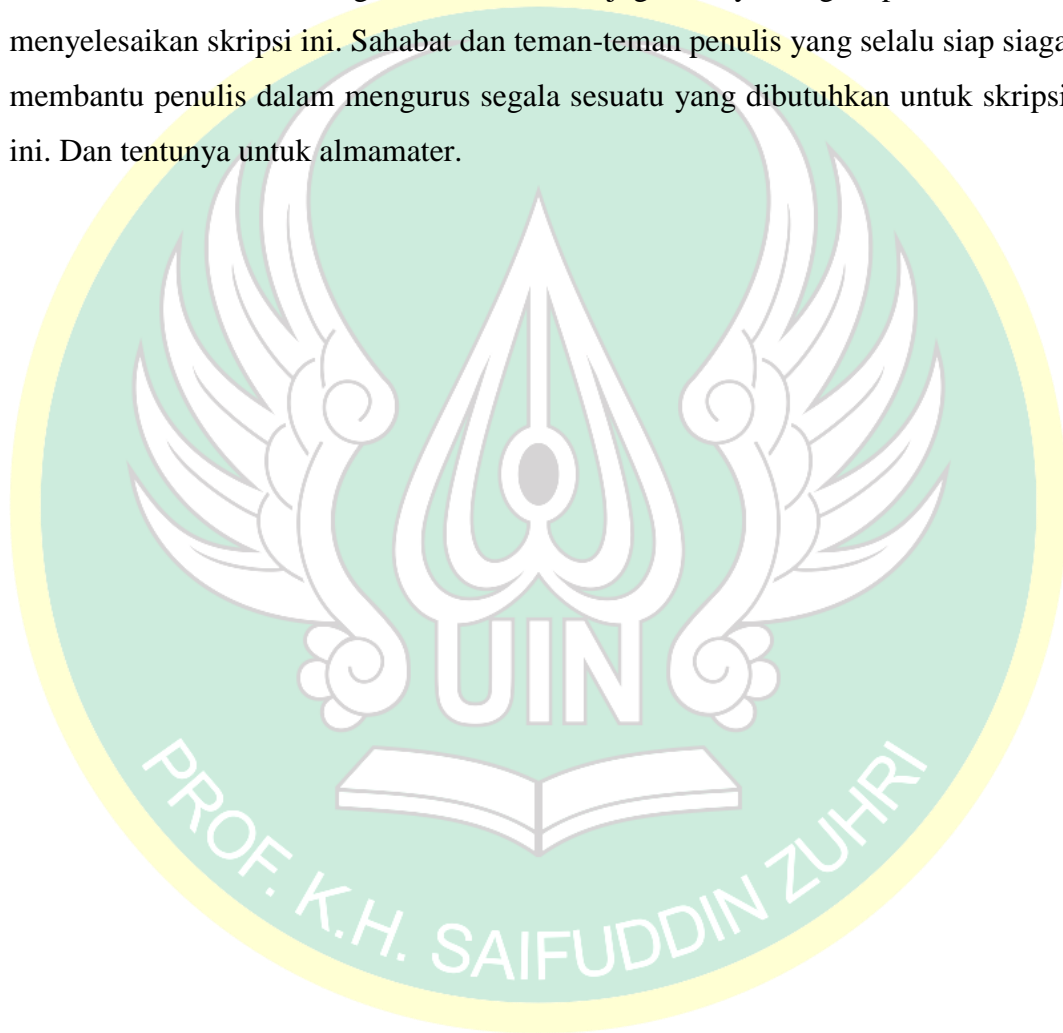 menyelesaikan skripsi ini. Sahabat dan teman-teman penulis yang selalu siap siaga
membantu penulis dalam mengurus segala sesuatu yang dibutuhkan untuk skripsi
ini. Dan tentunya untuk almamater.
UIN
PROF. K.H. SAIFUDDIN ZUHRI